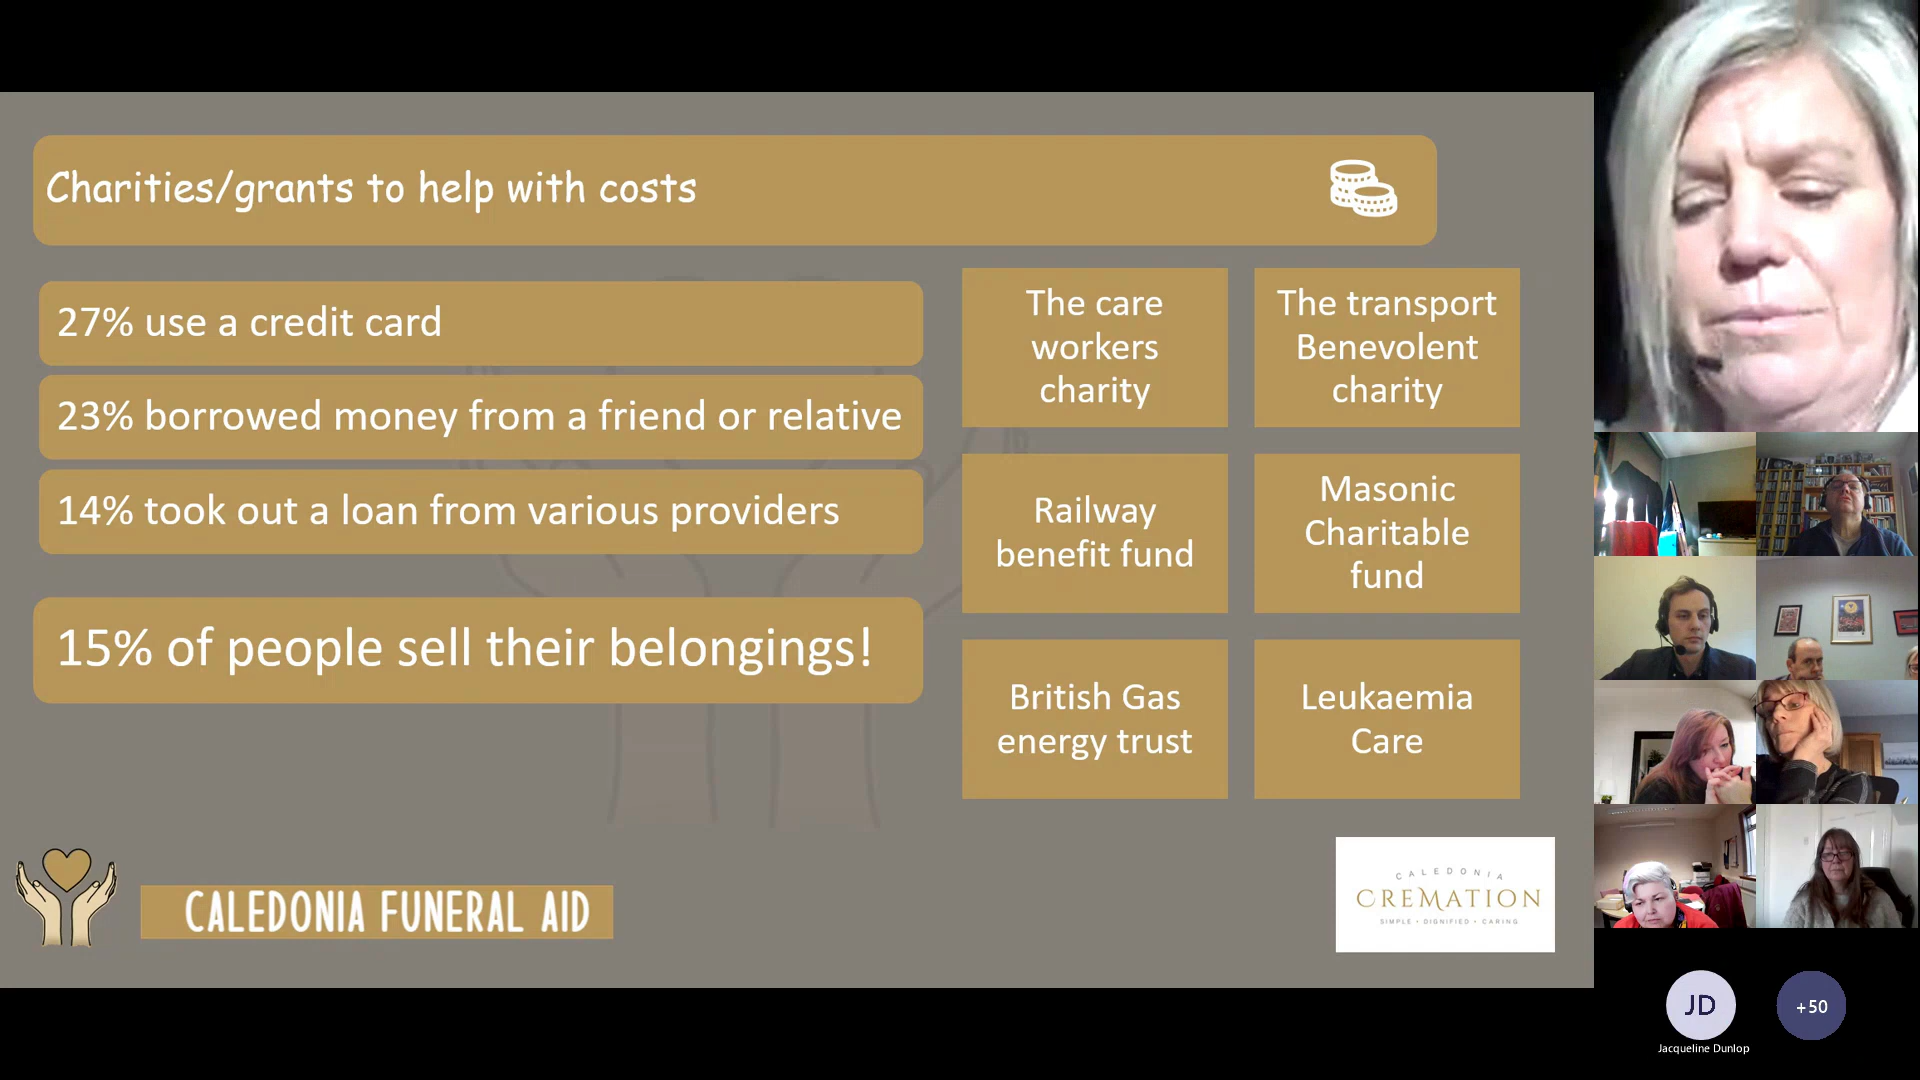 Charities/grants to help with costs
27% use a credit card
23% borrowed money from a friend or relative
14% took out a loan from various providers
15% of people sell their belongings!
The care
workers
charity
The transport
Benevolent
charity
Railway
benefit fund
Masonic
Charitable
fund
British Gas
energy trust
Leukaemia
Care
CALEDONIA FUNERAL AID
CALEDONIA
CREMATION
SIMPLE • DIGNIFIED • CARING
JD
+50
Jacqueline Dunlop